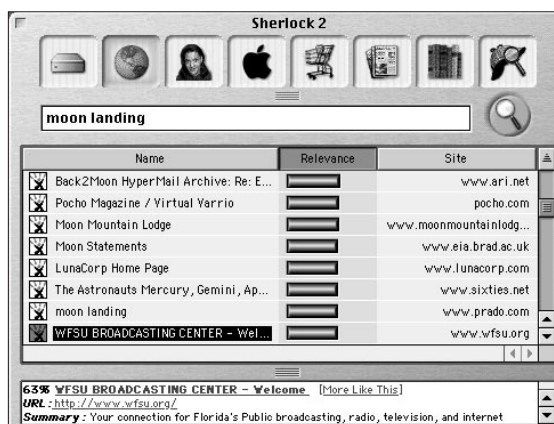 Sherlock 2
moon landing
Name Relevance Site
Back2Moon HyperMail Archive: Re: E... www.ari.net
Pocho Magazine / Virtual Varrio pocho.com
Moon Mountain Lodge www.moonmountainlodg...
Moon Statements www.eia.brad.ac.uk
LunaCorp Home Page www.lunacorp.com
The Astronauts Mercury, Gemini, Ap... www.sixties.net
moon landing www.prado.com
WFSU BROADCASTING CENTER - Wel... www.wfsu.org
63% WFSU BROADCASTING CENTER - Welcome [More Like This]
URL : http://www.wfsu.org/
Summary : Your connection for Florida's Public broadcasting, radio, television, and internet